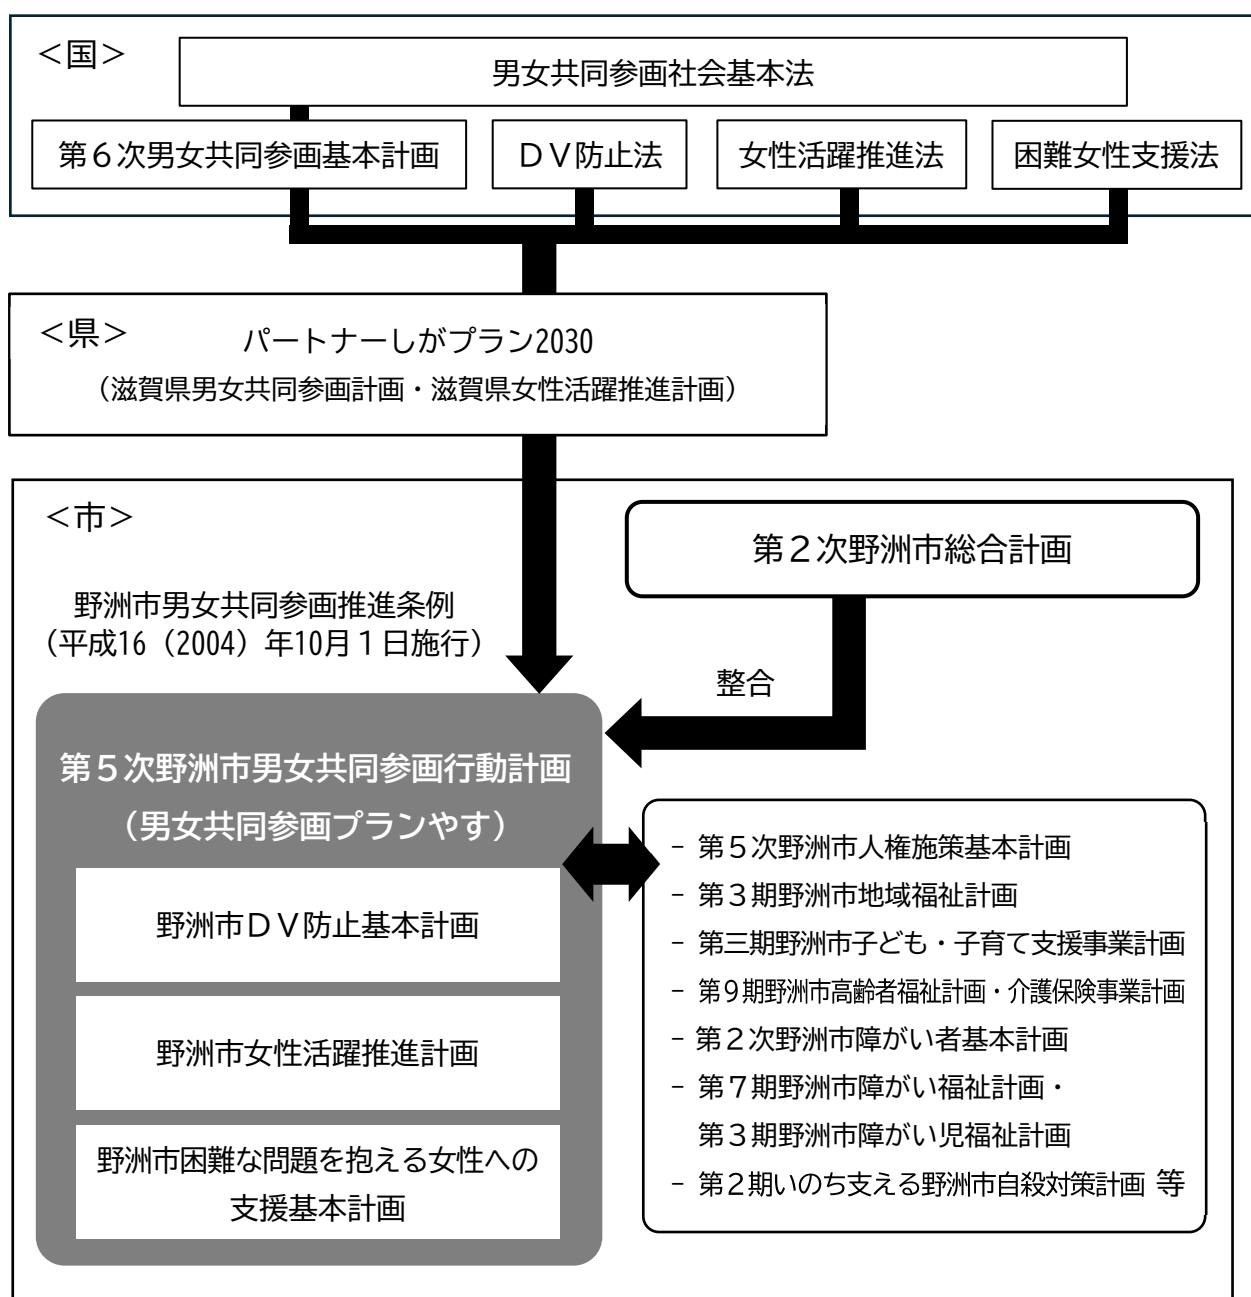 ＜国＞
男女共同参画社会基本法
第６次男女共同参画基本計画
ＤＶ防止法
女性活躍推進法
困難女性支援法
＜県＞
パートナーしがプラン2030
（滋賀県男女共同参画計画・滋賀県女性活躍推進計画）
＜市＞
第２次野洲市総合計画
野洲市男女共同参画推進条例
（平成16（2004）年10月１日施行）
整合
第５次野洲市男女共同参画行動計画
（男女共同参画プランやす）
野洲市ＤＶ防止基本計画
野洲市女性活躍推進計画
野洲市困難な問題を抱える女性への
支援基本計画
- 第５次野洲市人権施策基本計画
- 第３期野洲市地域福祉計画
- 第三期野洲市子ども・子育て支援事業計画
- 第９期野洲市高齢者福祉計画・介護保険事業計画
- 第２次野洲市障がい者基本計画
- 第７期野洲市障がい福祉計画・
第３期野洲市障がい児福祉計画
- 第２期いのち支える野洲市自殺対策計画 等